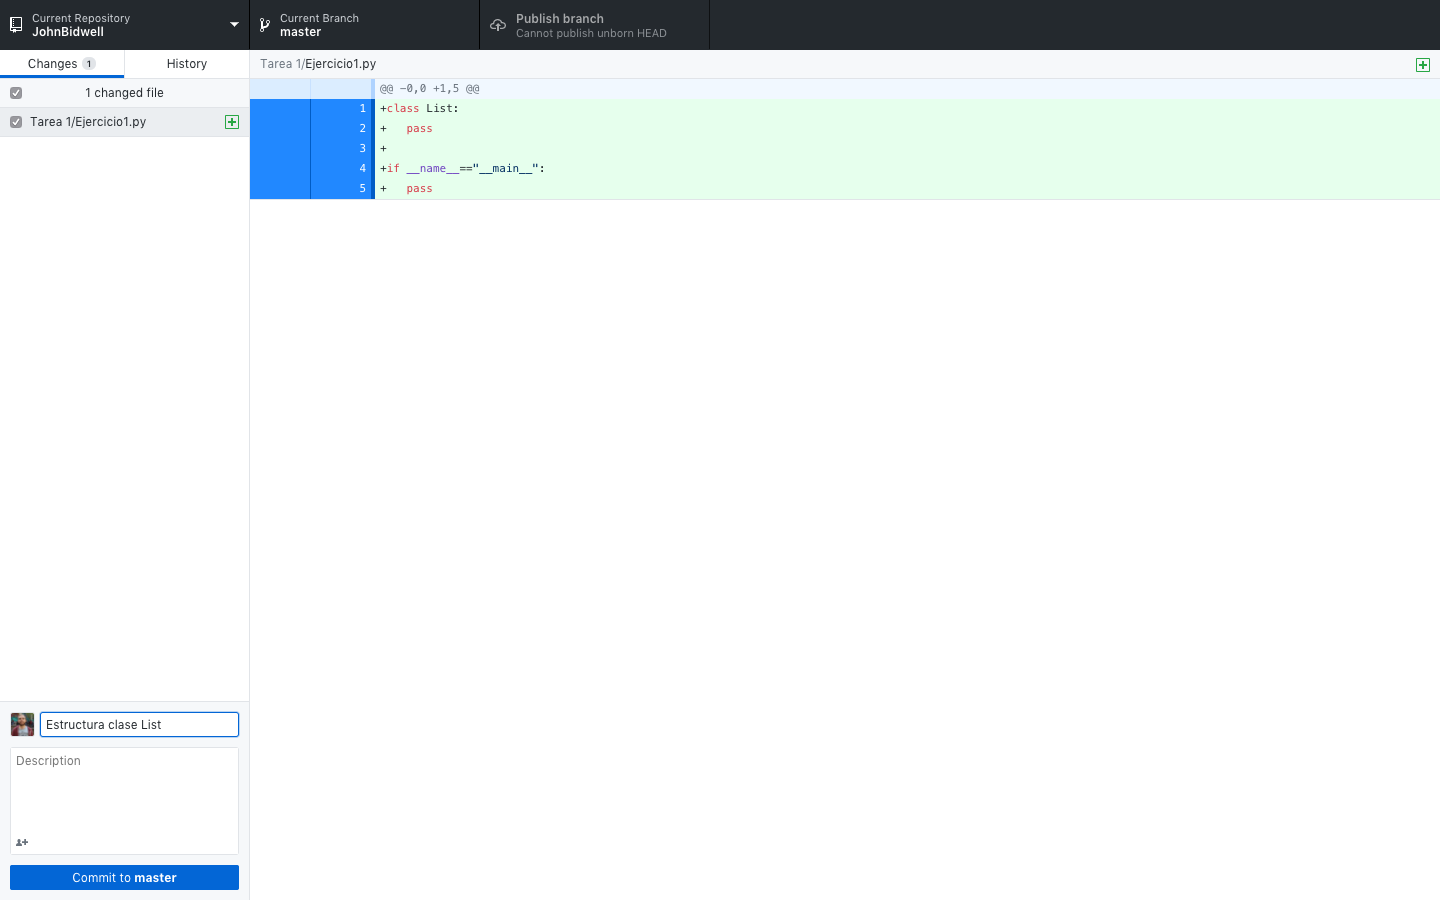 Current Repository
JohnBidwell
Current Branch
master
Publish branch
Cannot publish unborn HEAD
Changes 1
History
1 changed file
Tarea 1/Ejercicio1.py
Tarea 1/Ejercicio1.py
@@ -0,0 +1,5 @@
1 +class List:
2 +   pass
3 +
4 +if __name__=="__main__":
5 +   pass
Estructura clase List
Description
Commit to master